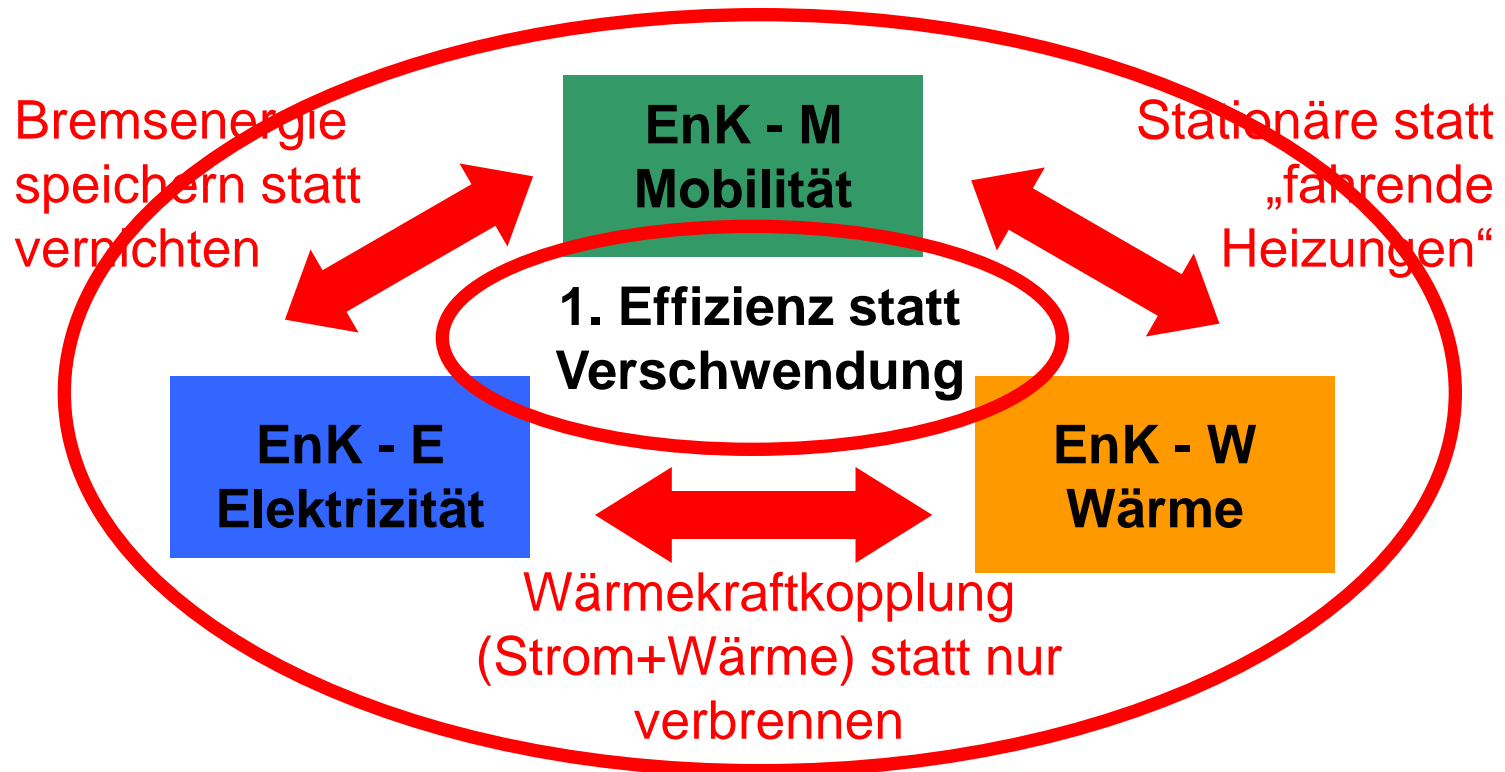 Bremsenergie
speichern statt
vernichten
EnK - M
Mobilität
Stationäre statt
„fahrende
Heizungen“
1. Effizienz statt
Verschwendung
EnK - E
Elektrizität
EnK - W
Wärme
Wärmekraftkopplung
(Strom+Wärme) statt nur
verbrennen